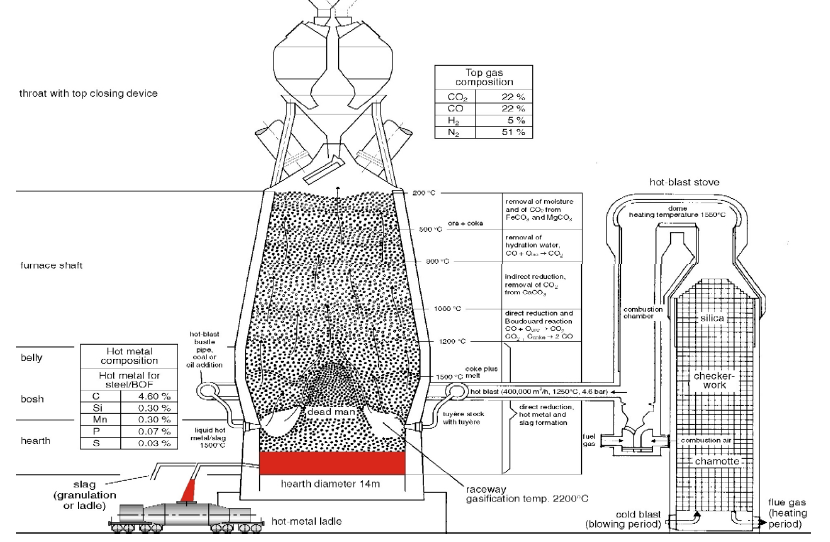 throat with top closing device
Top gas
composition
CO2 22 %
CO 22 %
H2 5 %
N2 51 %
hot-blast stove
dome
heating temperature 1550°C
200 °C
removal of moisture
and of CO2 from
FeCOx and MgCOx
ore + coke
500 °C
removal of
hydration water,
CO + Oore → CO2
furnace shaft
800 °C
indirect reduction,
removal of CO2
from CaCO3
1000 °C
direct reduction and
Boudouard reaction
CO + Oore → CO2
CO2 + Ccoke → 2 CO
1200 °C
combustion
chamber
silica
hot-blast
bustle
pipe,
coal or
oil addition
belly
Hot metal
composition
Hot metal for
steel/BOF
C 4.60 %
Si 0.30 %
Mn 0.30 %
P 0.07 %
S 0.03 %
coke plus
melt
1500 °C
checker-
work
hot blast (400,000 m³/h, 1250°C, 4.6 bar)
bosh
dead man
tuyère stock
with tuyère
direct reduction,
hot metal and
slag formation
liquid hot
metal/slag
1500°C
hearth
fuel
gas
combustion air
chamotte
slag
(granulation
or ladle)
hearth diameter 14m
raceway
gasification temp. 2200°C
hot-metal ladle
cold blast
(blowing period)
flue gas
(heating
period)